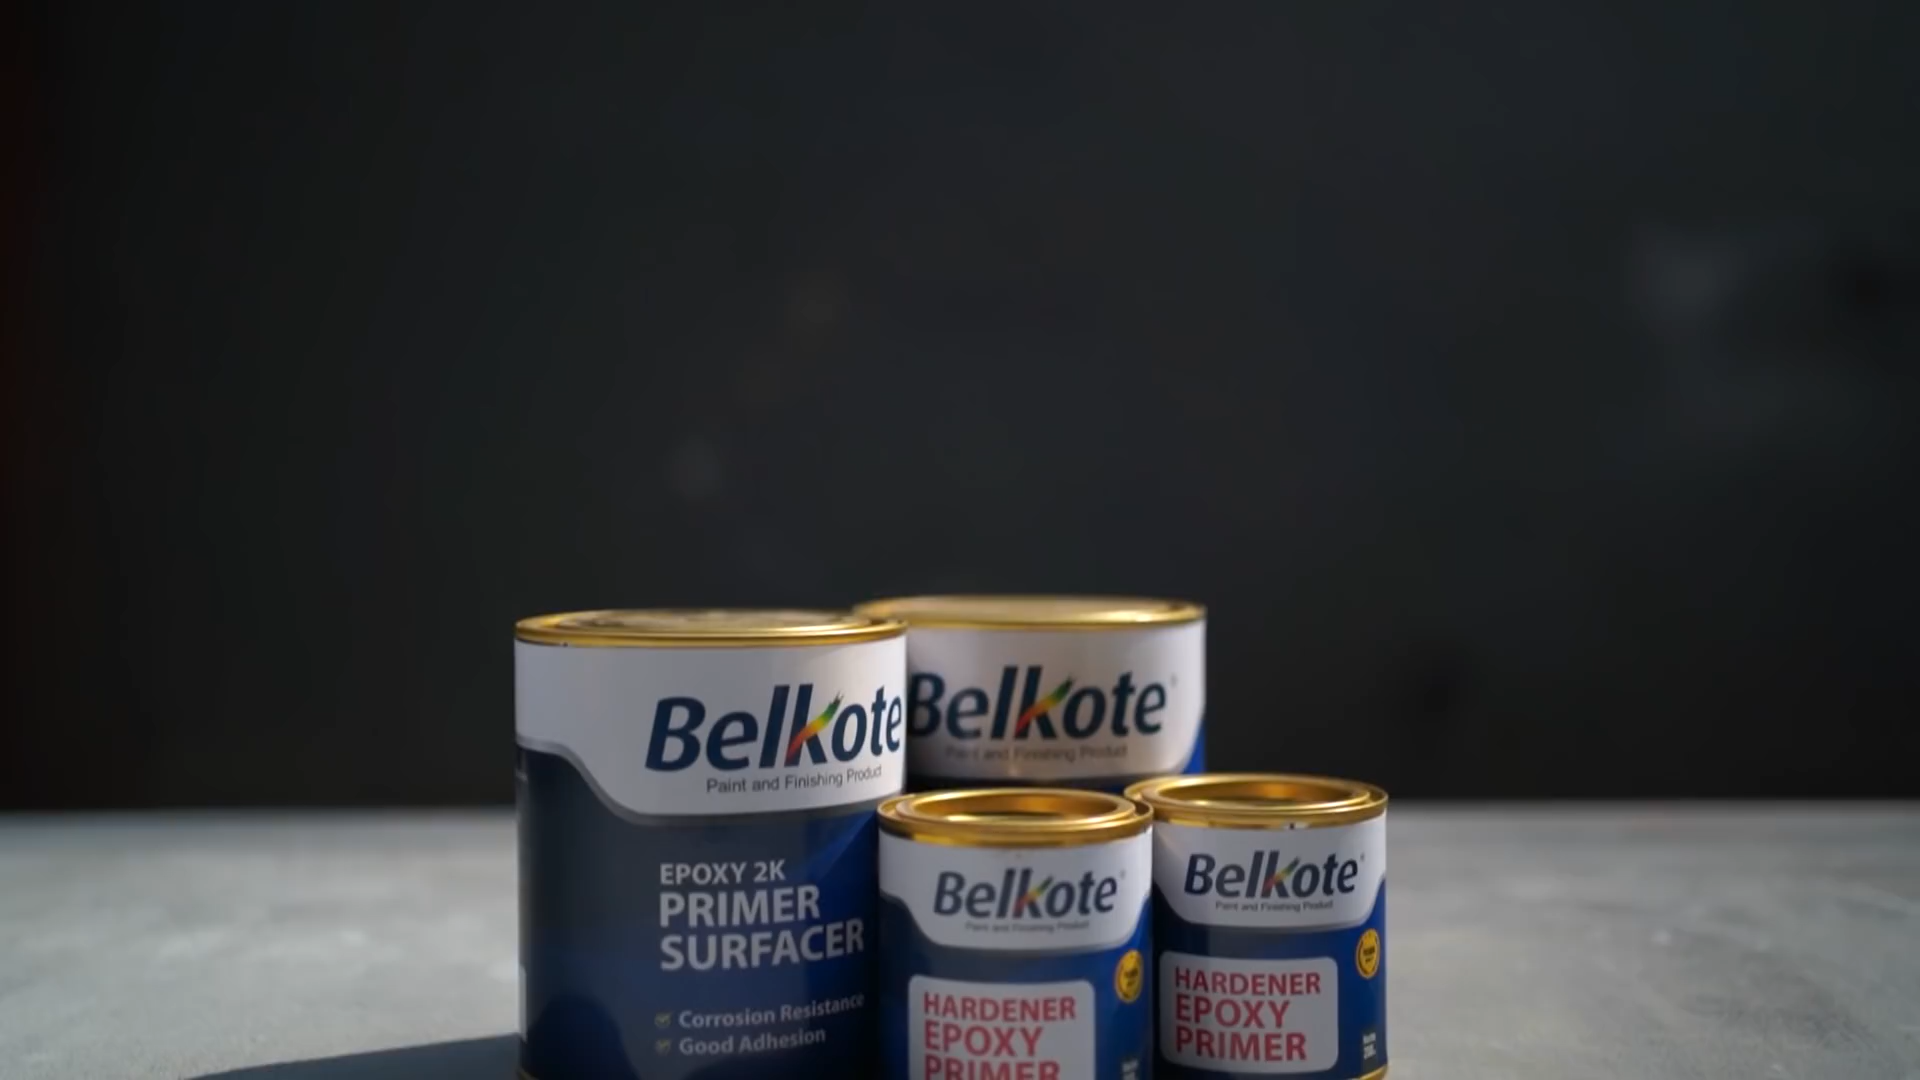 Belkote
Paint and Finishing Product
EPOXY 2K
PRIMER
SURFACER
Corrosion Resistance
Good Adhesion
Belkote
Paint and Finishing Product
Belkote
Paint and Finishing Product
HARDENER
EPOXY
PRIMER
Belkote
Paint and Finishing Product
HARDENER
EPOXY
PRIMER